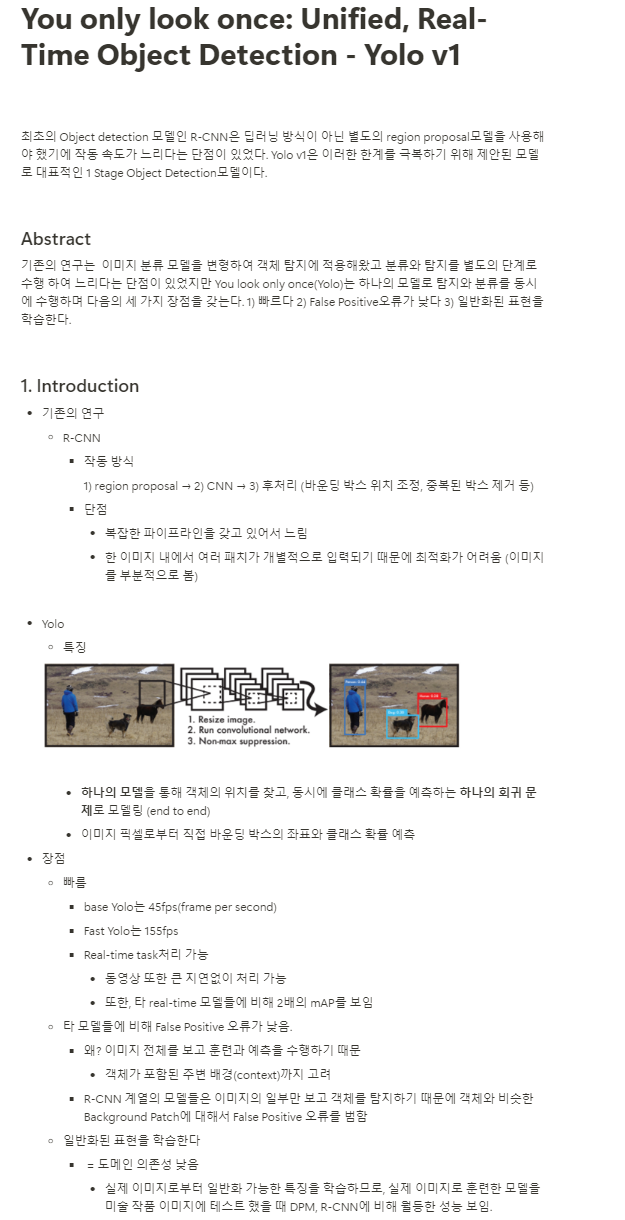 You only look once: Unified, Real-
Time Object Detection - Yolo v1
최초의 Object detection 모델인 R-CNN은 딥러닝 방식이 아닌 별도의 region proposal모델을 사용해
야 했기에 작동 속도가 느리다는 단점이 있었다. Yolo v1은 이러한 한계를 극복하기 위해 제안된 모델
로 대표적인 1 Stage Object Detection모델이다.
Abstract
기존의 연구는 이미지 분류 모델을 변형하여 객체 탐지에 적용해왔고 분류와 탐지를 별도의 단계로
수행 하여 느리다는 단점이 있었지만 You look only once(Yolo)는 하나의 모델로 탐지와 분류를 동시
에 수행하며 다음의 세 가지 장점을 갖는다. 1) 빠르다 2) False Positive오류가 낮다 3) 일반화된 표현을
학습한다.
1. Introduction
• 기존의 연구
◦ R-CNN
▪ 작동 방식
1) region proposal → 2) CNN → 3) 후처리 (바운딩 박스 위치 조정, 중복된 박스 제거 등)
▪ 단점
• 복잡한 파이프라인을 갖고 있어서 느림
• 한 이미지 내에서 여러 패치가 개별적으로 입력되기 때문에 최적화가 어려움 (이미지
를 부분적으로 봄)
• Yolo
◦ 특징
1. Resize image.
2. Run convolutional network.
3. Non-max suppression.
• 하나의 모델을 통해 객체의 위치를 찾고, 동시에 클래스 확률을 예측하는 하나의 회귀 문
제로 모델링 (end to end)
• 이미지 픽셀로부터 직접 바운딩 박스의 좌표와 클래스 확률 예측
• 장점
◦ 빠름
▪ base Yolo는 45fps(frame per second)
▪ Fast Yolo는 155fps
▪ Real-time task처리 가능
• 동영상 또한 큰 지연없이 처리 가능
• 또한, 타 real-time 모델들에 비해 2배의 mAP를 보임
◦ 타 모델들에 비해 False Positive 오류가 낮음.
▪ 왜? 이미지 전체를 보고 훈련과 예측을 수행하기 때문
• 객체가 포함된 주변 배경(context)까지 고려
▪ R-CNN 계열의 모델들은 이미지의 일부만 보고 객체를 탐지하기 때문에 객체와 비슷한
Background Patch에 대해서 False Positive 오류를 범함
◦ 일반화된 표현을 학습한다
▪ = 도메인 의존성 낮음
• 실제 이미지로부터 일반화 가능한 특징을 학습하므로, 실제 이미지로 훈련한 모델을
미술 작품 이미지에 테스트 했을 때 DPM, R-CNN에 비해 월등한 성능 보임.